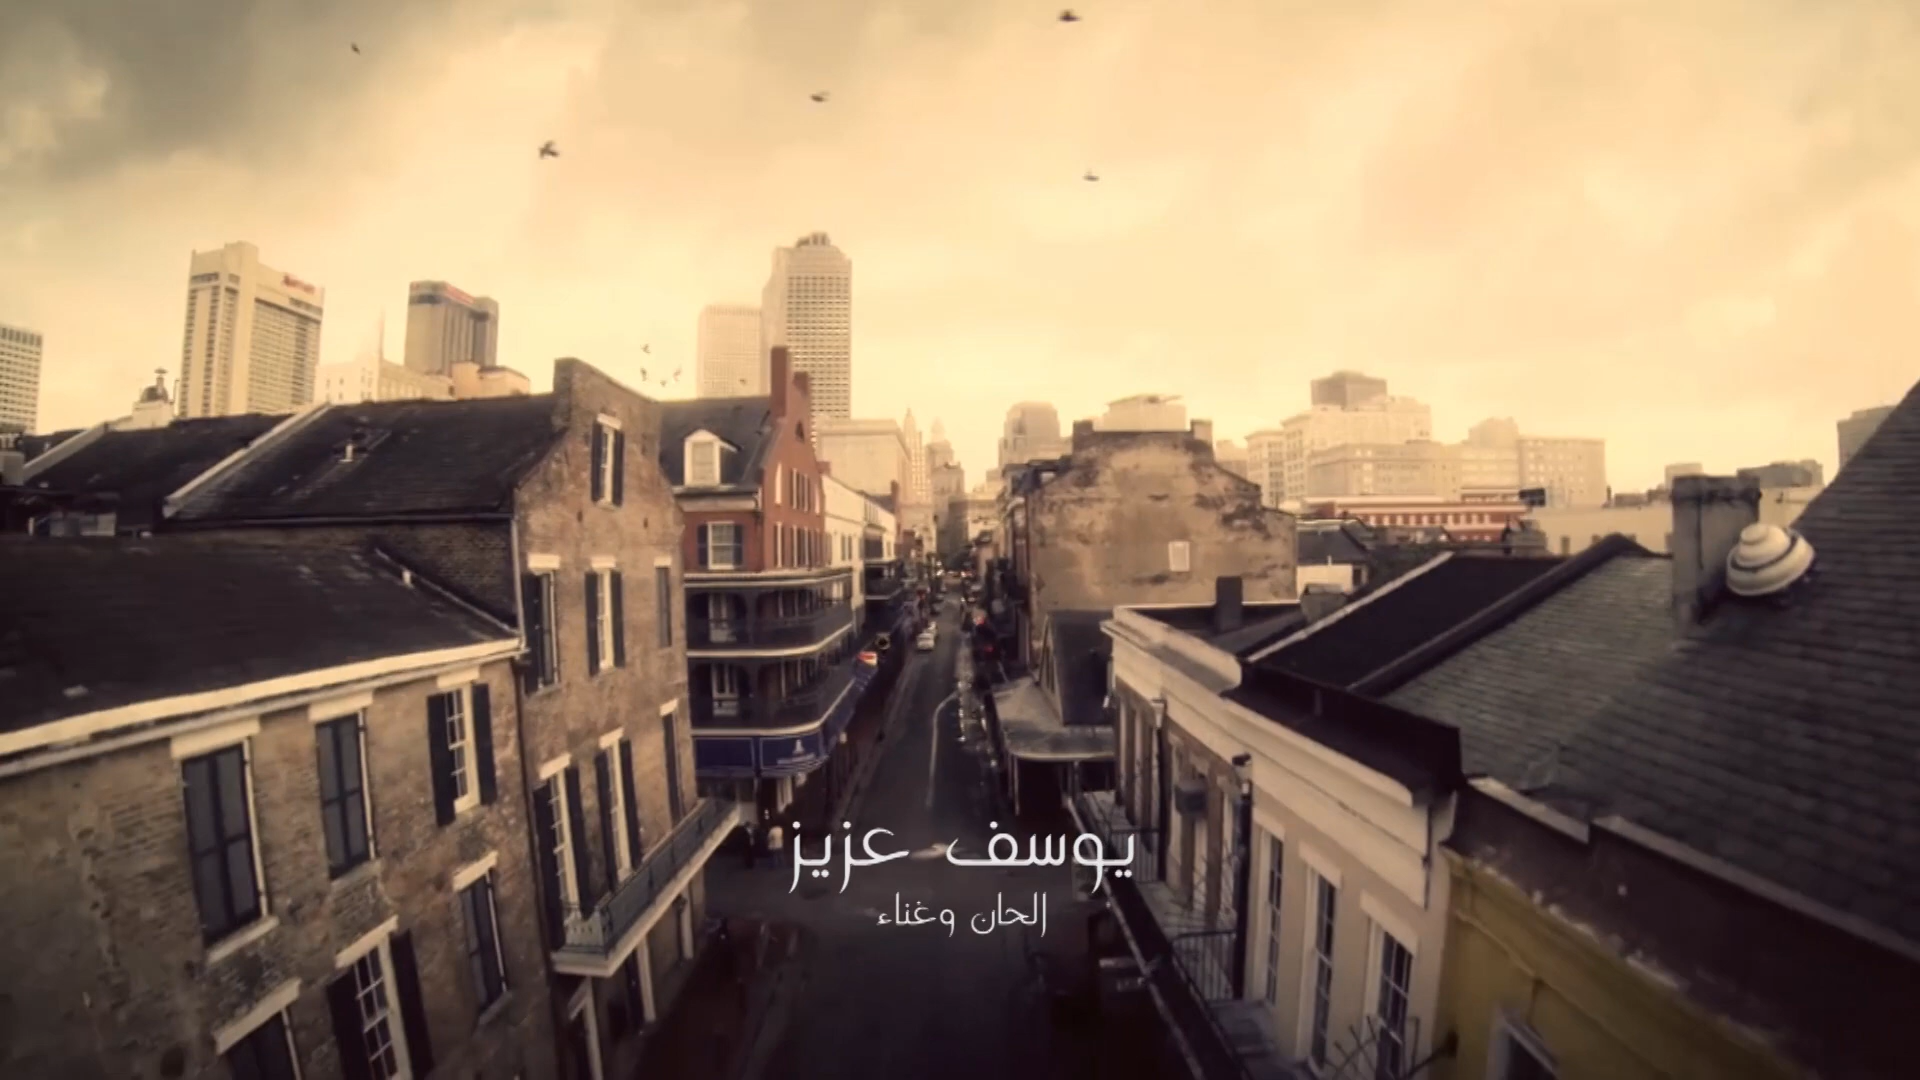 يوسف عزيز
الحان وغناء